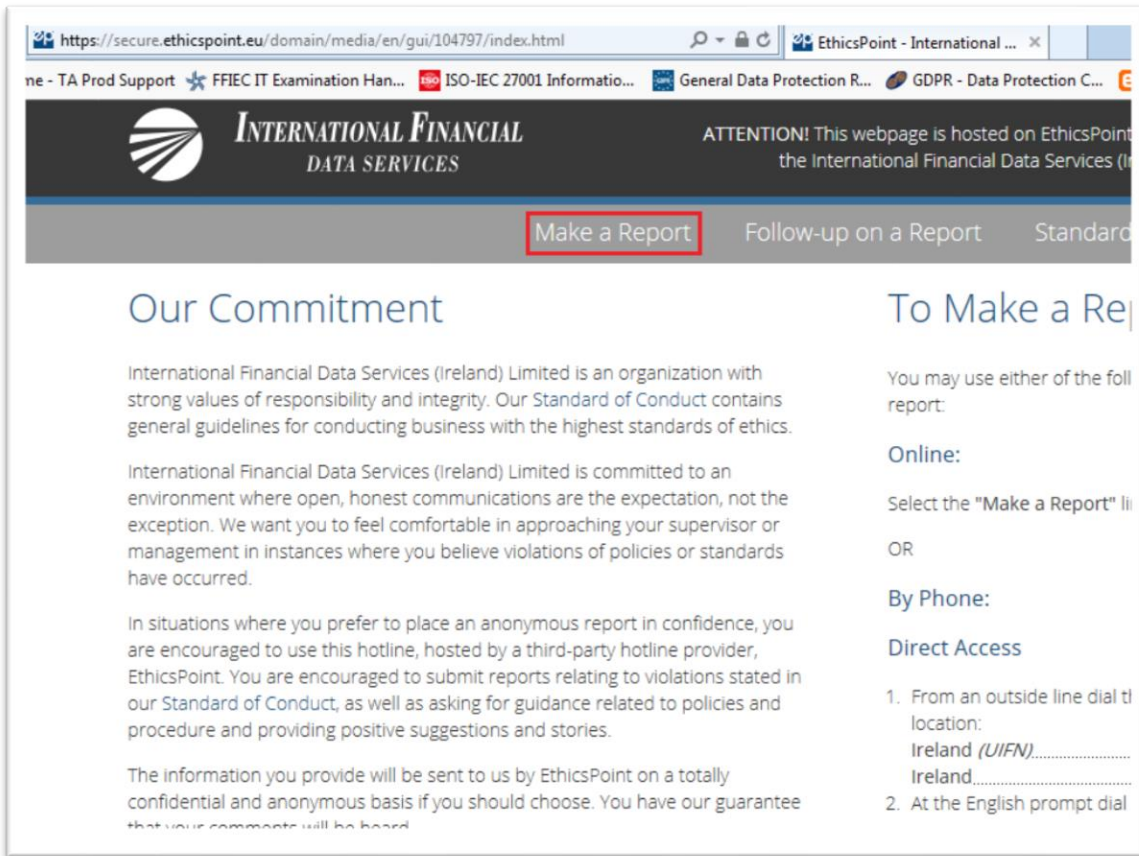 https://secure.ethicspoint.eu/domain/media/en/gui/104797/index.html
EthicsPoint - International ...
me - TA Prod Support
FFIEC IT Examination Han...
ISO-IEC 27001 Informatio...
General Data Protection R...
GDPR - Data Protection C...
INTERNATIONAL FINANCIAL
DATA SERVICES
ATTENTION! This webpage is hosted on EthicsPoint
the International Financial Data Services
Make a Report
Follow-up on a Report
Standard
Our Commitment
International Financial Data Services (Ireland) Limited is an organization with
strong values of responsibility and integrity. Our Standard of Conduct contains
general guidelines for conducting business with the highest standards of ethics.
International Financial Data Services (Ireland) Limited is committed to an
environment where open, honest communications are the expectation, not the
exception. We want you to feel comfortable in approaching your supervisor or
management in instances where you believe violations of policies or standards
have occurred.
In situations where you prefer to place an anonymous report in confidence, you
are encouraged to use this hotline, hosted by a third-party hotline provider,
EthicsPoint. You are encouraged to submit reports relating to violations stated in
our Standard of Conduct, as well as asking for guidance related to policies and
procedure and providing positive suggestions and stories.
The information you provide will be sent to us by EthicsPoint on a totally
confidential and anonymous basis if you should choose. You have our guarantee
that your comments will be heard
To Make a Re
You may use either of the foll
report:
Online:
Select the "Make a Report" li
OR
By Phone:
Direct Access
1. From an outside line dial th
location:
Ireland (UIFN)
Ireland
2. At the English prompt dial